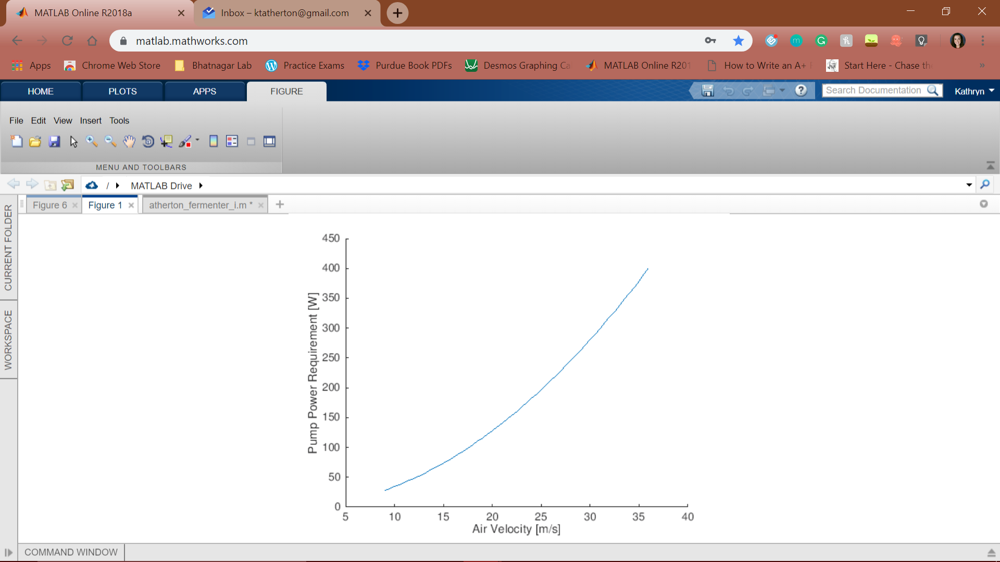 MATLAB Online R2018a
Inbox – ktatherton@gmail.com
matlab.mathworks.com
Apps
Chrome Web Store
Bhatnagar Lab
Practice Exams
Purdue Book PDFs
Desmos Graphing Ca
MATLAB Online R201
How to Write an A+
Start Here - Chase th
»
HOME
PLOTS
APPS
FIGURE
Search Documentation
Kathryn
File Edit View Insert Tools
MENU AND TOOLBARS
/
MATLAB Drive
Figure 6
Figure 1
atherton_fermenter_i.m *
CURRENT FOLDER
WORKSPACE
450
400
350
300
250
200
150
100
50
0
Pump Power Requirement [W]
5 10 15 20 25 30 35 40
Air Velocity [m/s]
COMMAND WINDOW